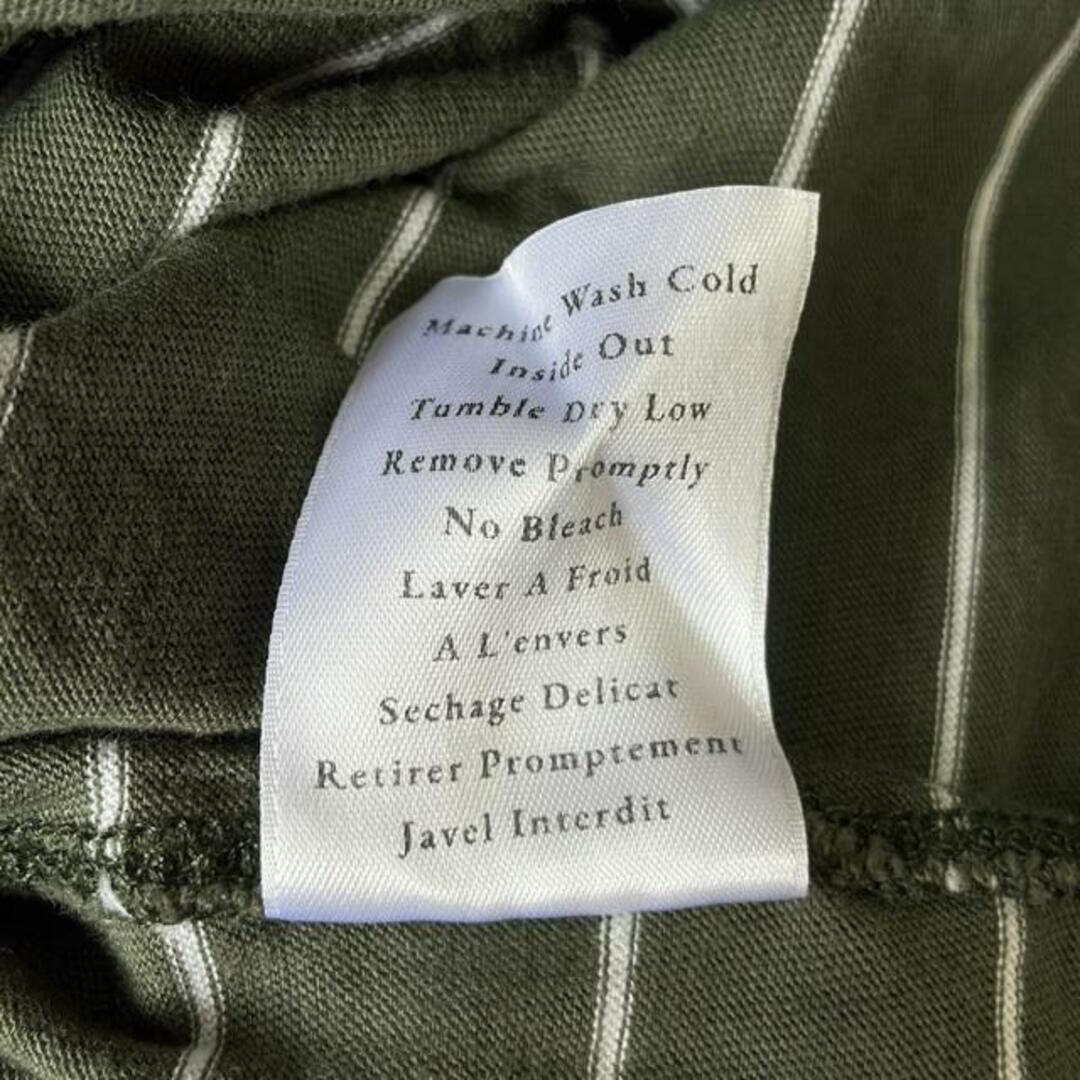 Machine Wash Cold
Inside Out
Tumble Dry Low
Remove Promptly
No Bleach
Laver A Froid
A L'envers
Sechage Delicat
Retirer Promptement
Javel Interdit